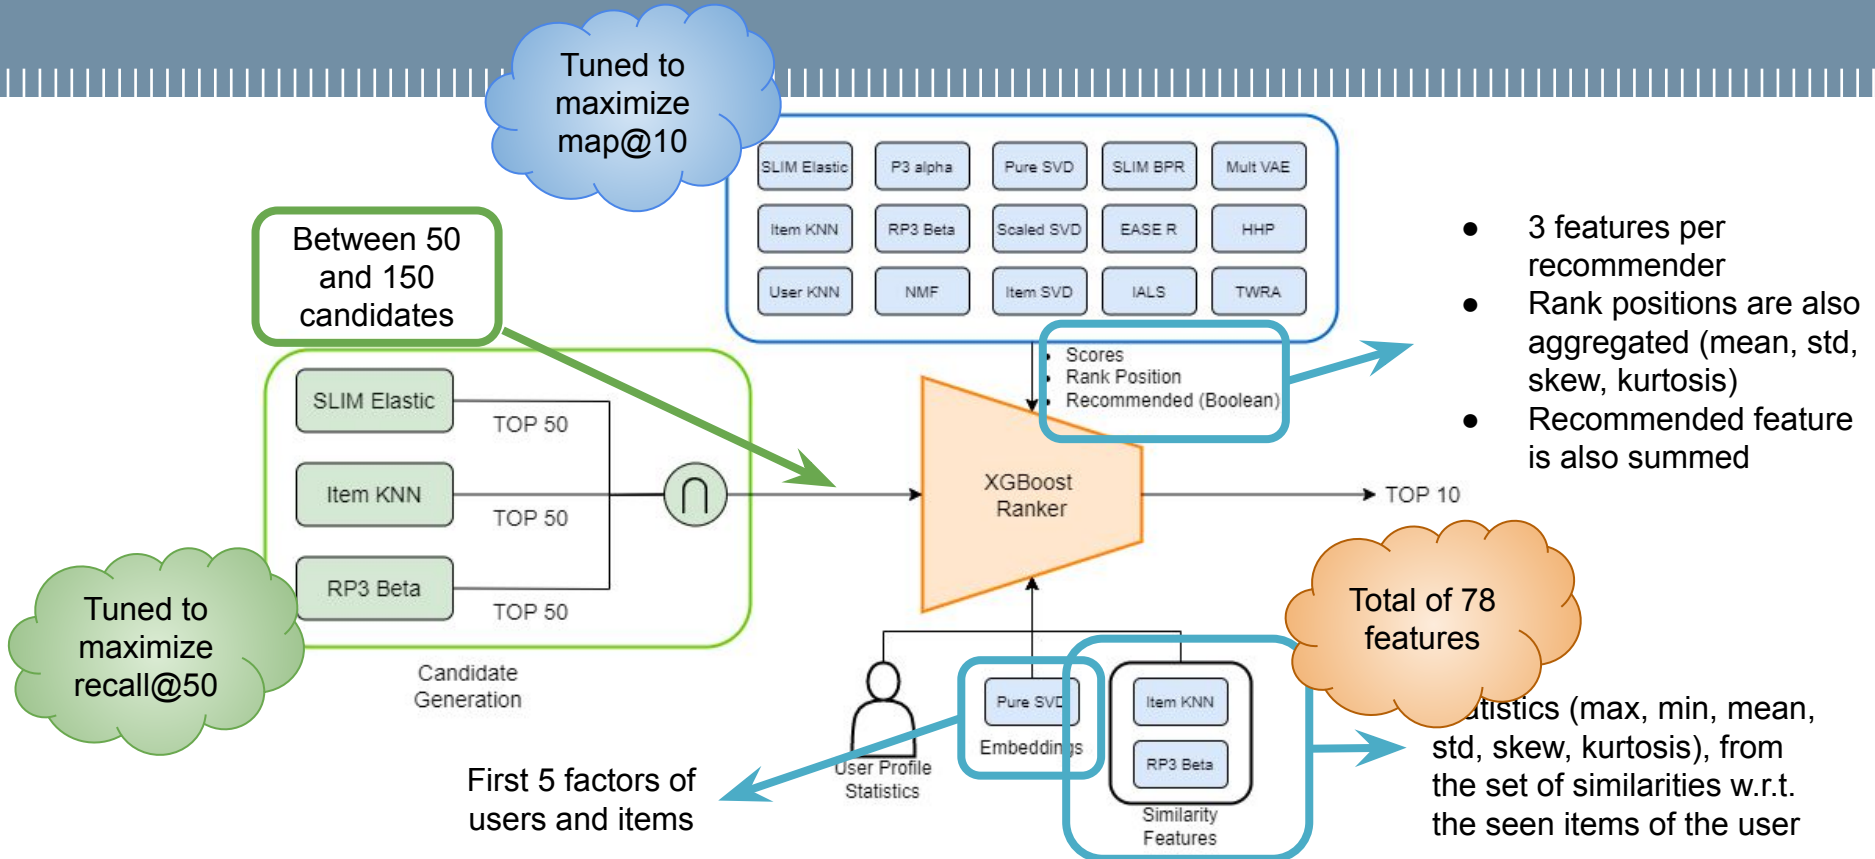 Tuned to
maximize
map@10
SLIM Elastic
P3 alpha
Pure SVD
SLIM BPR
Mult VAE
Item KNN
RP3 Beta
Scaled SVD
EASE R
HHP
User KNN
NMF
Item SVD
IALS
TWRA
Between 50
and 150
candidates
• Scores
• Rank Position
• Recommended (Boolean)
● 3 features per
recommender
● Rank positions are also
aggregated (mean, std,
skew, kurtosis)
● Recommended feature
is also summed
SLIM Elastic
TOP 50
Item KNN
TOP 50
RP3 Beta
TOP 50
∩
XGBoost
Ranker
TOP 10
Tuned to
maximize
recall@50
Candidate
Generation
Total of 78
features
Pure SVD
Embeddings
Item KNN
RP3 Beta
Similarity
Features
User Profile
Statistics
First 5 factors of
users and items
(max, min, mean,
std, skew, kurtosis), from
the set of similarities w.r.t.
the seen items of the user